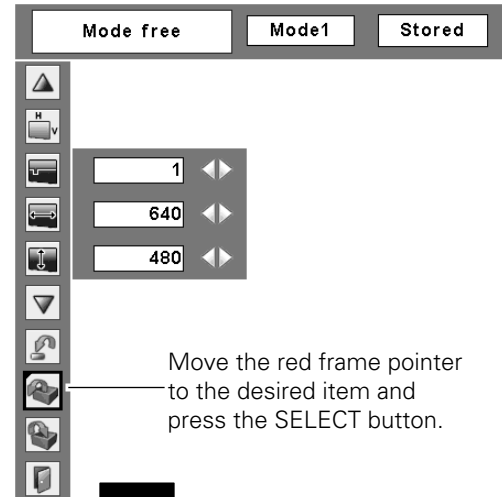 Mode free Mode1 Stored
H
V
1
640
480
Move the red frame pointer
to the desired item and
press the SELECT button.